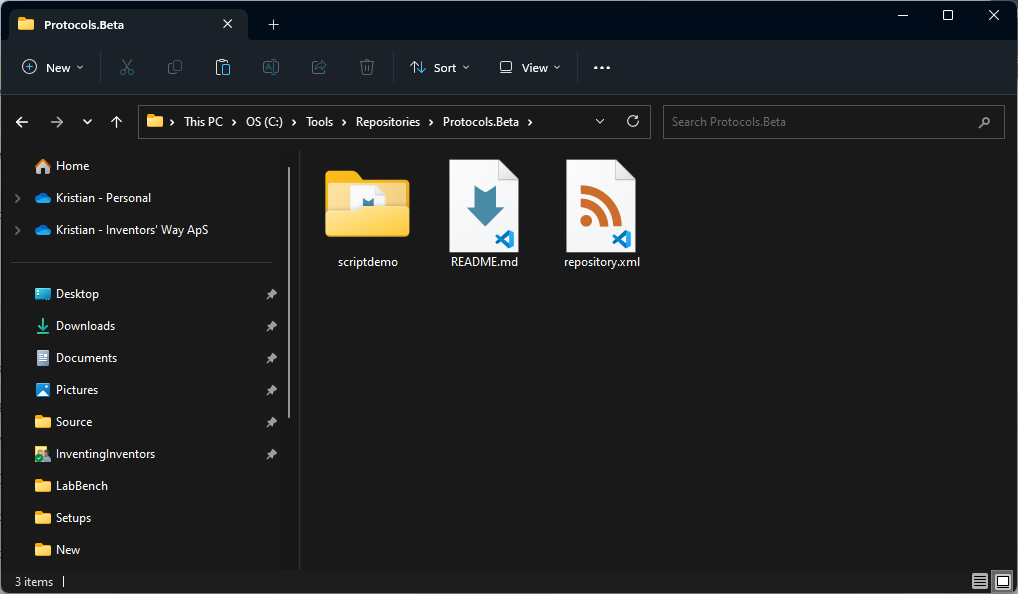 Protocols.Beta
New
Sort
View
This PC
OS (C:)
Tools
Repositories
Protocols.Beta
Search Protocols.Beta
Home
Kristian - Personal
Kristian - Inventors' Way ApS
Desktop
Downloads
Documents
Pictures
Source
InventingInventors
LabBench
Setups
New
scriptdemo
README.md
repository.xml
3 items